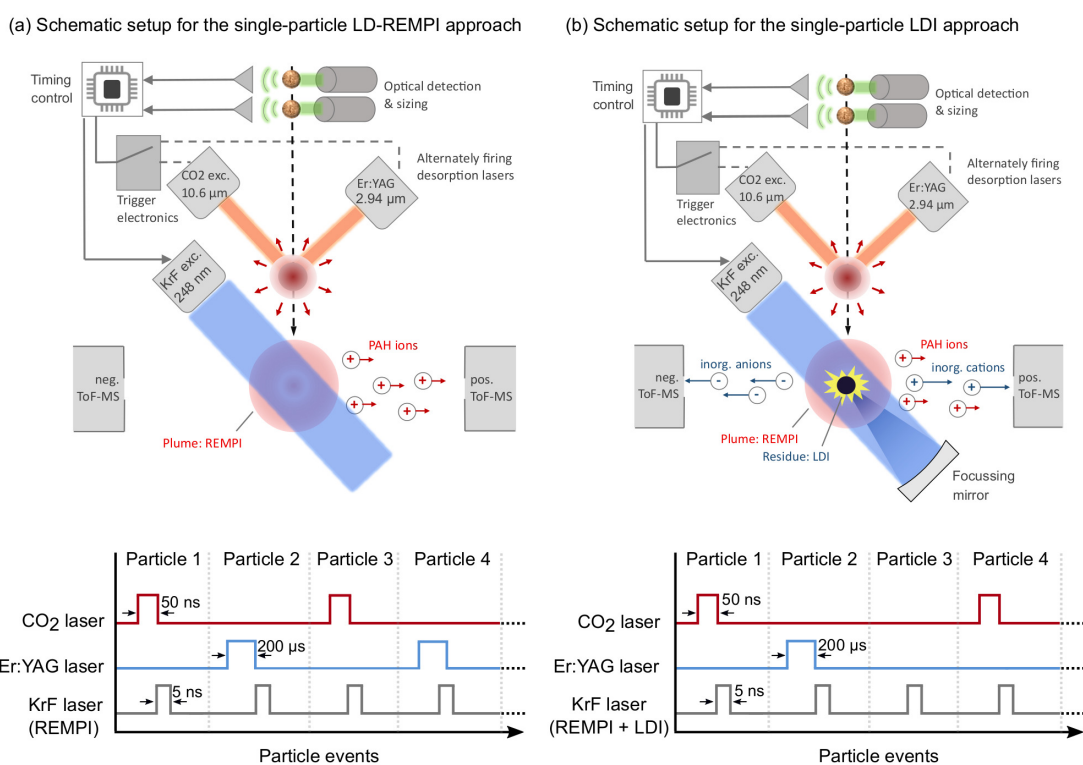 (a) Schematic setup for the single-particle LD-REMPI approach
Timing
control
Optical detection
& sizing
Alternately firing
desorption lasers
Trigger
electronics
CO2 exc.
10.6 µm
Er:YAG
2.94 µm
KrF exc.
248 nm
neg.
ToF-MS
PAH ions
+
+
+
+
+
pos.
ToF-MS
Plume: REMPI
Particle 1
Particle 2
Particle 3
Particle 4
50 ns
CO2 laser
200 µs
Er:YAG laser
5 ns
KrF laser
(REMPI)
Particle events
(b) Schematic setup for the single-particle LDI approach
Timing
control
Optical detection
& sizing
Alternately firing
desorption lasers
Trigger
electronics
CO2 exc.
10.6 µm
Er:YAG
2.94 µm
KrF exc.
248 nm
neg.
ToF-MS
inorg. anions
-
-
-
PAH ions
inorg. cations
+
+
+
+
+
pos.
ToF-MS
Plume: REMPI
Residue: LDI
Focussing
mirror
Particle 1
Particle 2
Particle 3
Particle 4
50 ns
CO2 laser
200 µs
Er:YAG laser
5 ns
KrF laser
(REMPI + LDI)
Particle events